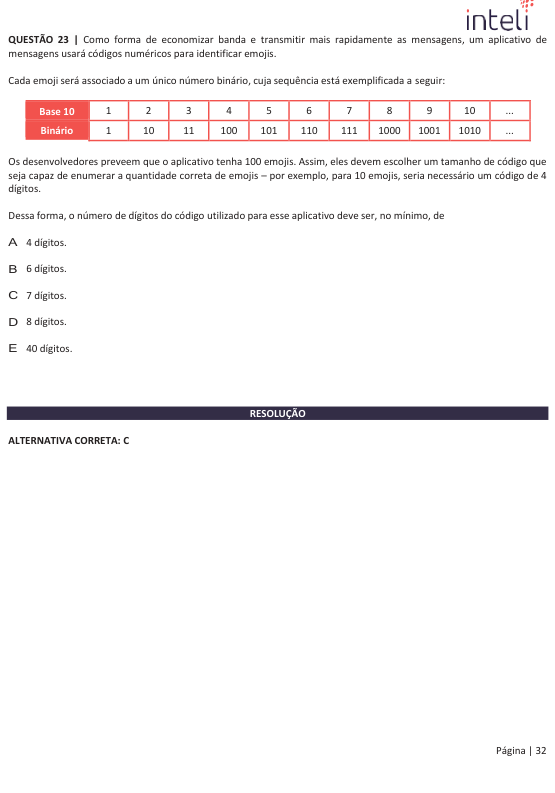 inteli
QUESTÃO 23 | Como forma de economizar banda e transmitir mais rapidamente as mensagens, um aplicativo de
mensagens usará códigos numéricos para identificar emojis.
Cada emoji será associado a um único número binário, cuja sequência está exemplificada a seguir:
Base 10 1 2 3 4 5 6 7 8 9 10 ...
Binário 1 10 11 100 101 110 111 1000 1001 1010 ...
Os desenvolvedores preveem que o aplicativo tenha 100 emojis. Assim, eles devem escolher um tamanho de código que
seja capaz de enumerar a quantidade correta de emojis – por exemplo, para 10 emojis, seria necessário um código de 4
dígitos.
Dessa forma, o número de dígitos do código utilizado para esse aplicativo deve ser, no mínimo, de
A 4 dígitos.
B 6 dígitos.
C 7 dígitos.
D 8 dígitos.
E 40 dígitos.
RESOLUÇÃO
ALTERNATIVA CORRETA: C
Página | 32